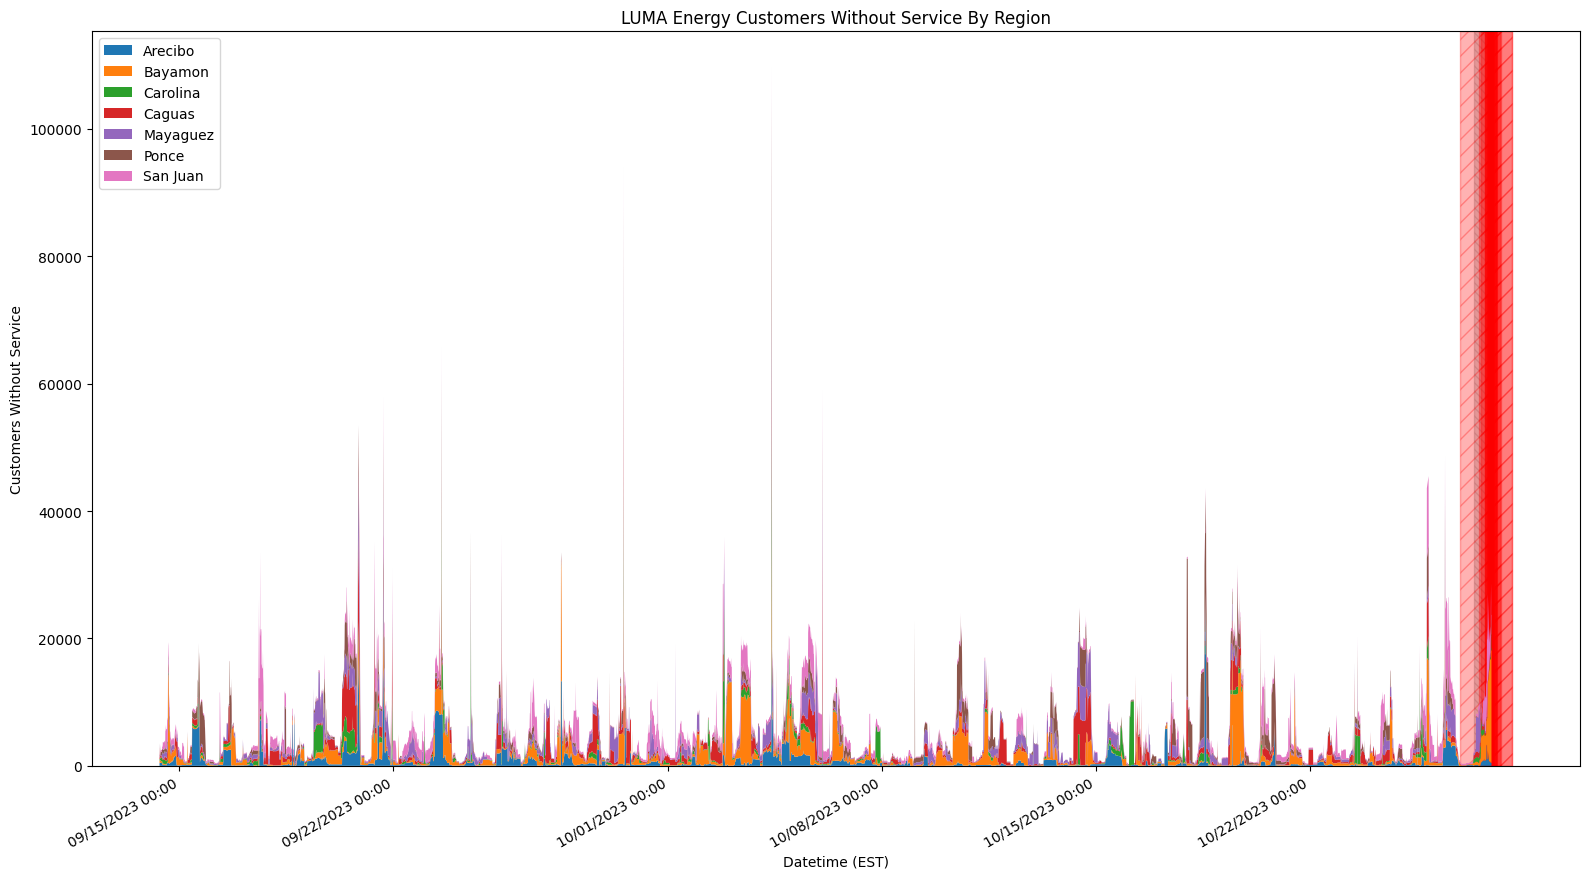 LUMA Energy Customers Without Service By Region
Arecibo
Bayamon
Carolina
Caguas
Mayaguez
Ponce
San Juan
100000
80000
60000
40000
20000
0
Customers Without Service
09/15/2023 00:00
09/22/2023 00:00
10/01/2023 00:00
10/08/2023 00:00
10/15/2023 00:00
10/22/2023 00:00
Datetime (EST)